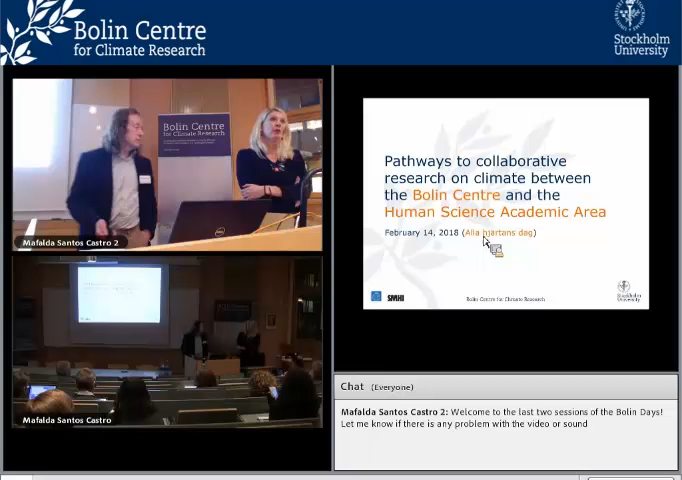 Bolin Centre
for Climate Research
Stockholm
University
Bolin Centre
for Climate Research
Mafalda Santos Castro 2
Pathways to collaborative
research on climate between
the Bolin Centre and the
Human Science Academic Area
February 14, 2018 (Alla hjärtans dag)
SMHI
Bolin Centre for Climate Research
Stockholm
University
Mafalda Santos Castro
Chat (Everyone)
Mafalda Santos Castro 2: Welcome to the last two sessions of the Bolin Days!
Let me know if there is any problem with the video or sound